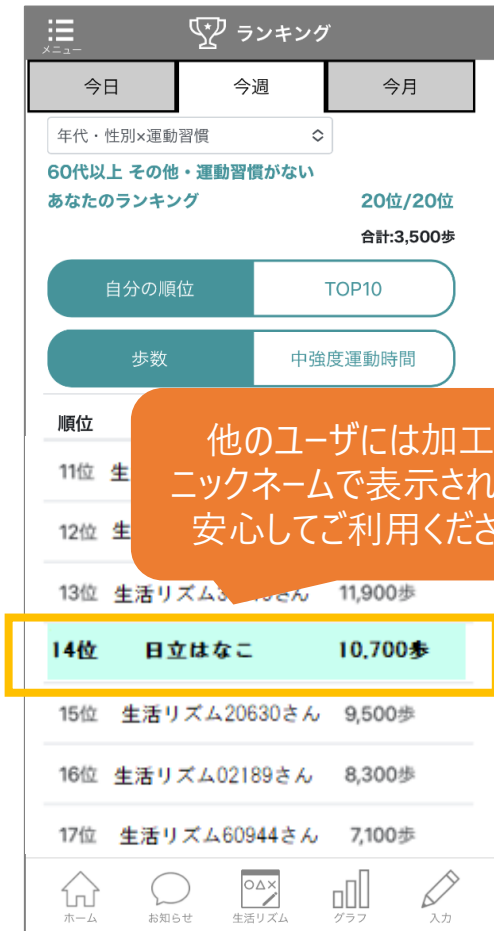 メニュー
ランキング
今日 今週 今月
年代・性別×運動習慣
60代以上 その他・運動習慣がない
あなたのランキング 20位/20位
合計:3,500歩
自分の順位 TOP10
歩数 中強度運動時間
順位
他のユーザには加工
ニックネームで表示され
安心してご利用くださ
11位 生
12位 生
13位 生活リズム さん 11,900歩
14位 日立はなこ 10,700歩
15位 生活リズム20630さん 9,500歩
16位 生活リズム02189さん 8,300歩
17位 生活リズム60944さん 7,100歩
○△×
ホーム お知らせ 生活リズム グラフ 入力